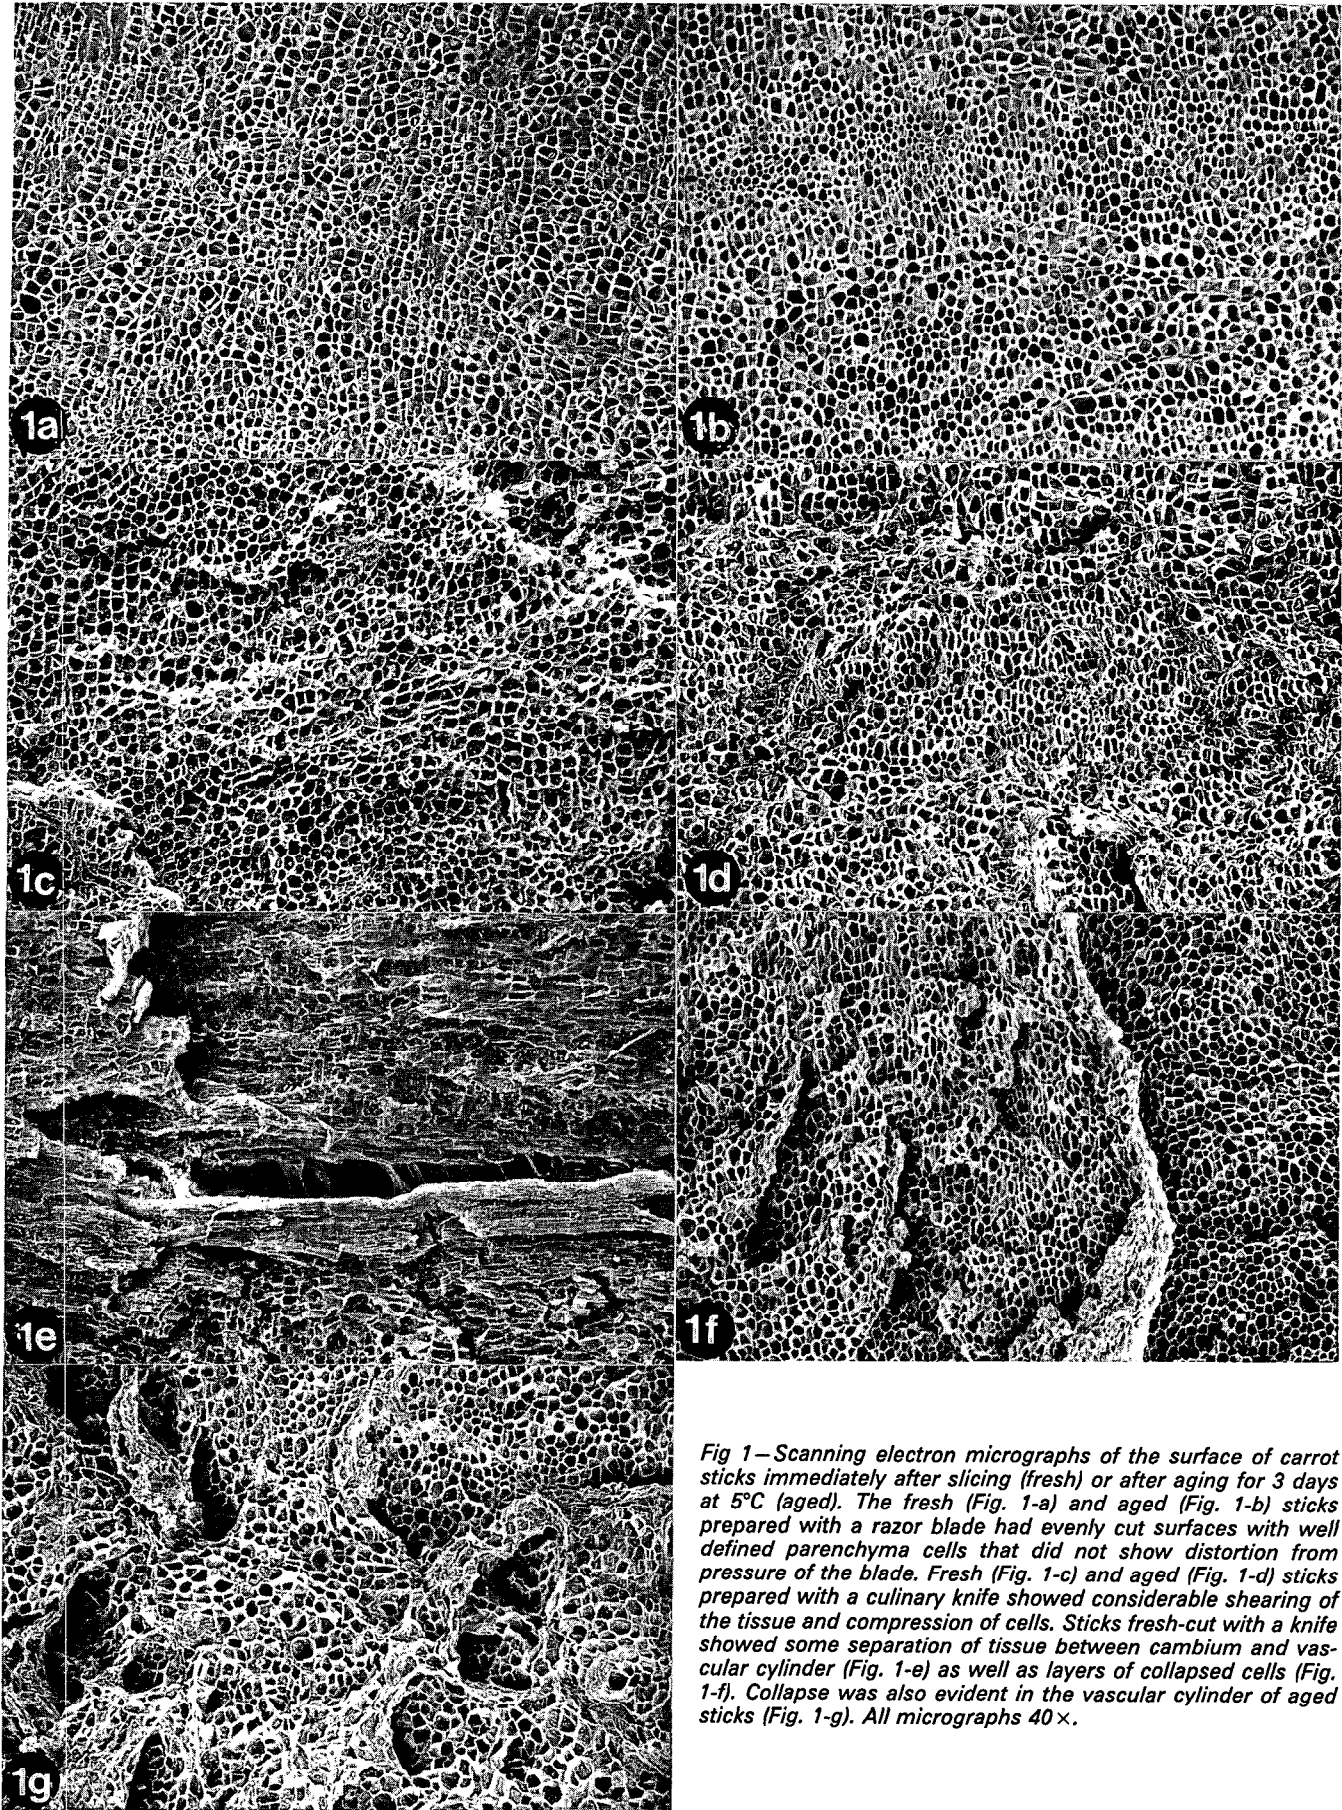 1a
1b
1c
1d
1e
1f
1g
Fig 1—Scanning electron micrographs of the surface of carrot
sticks immediately after slicing (fresh) or after aging for 3 days
at 5°C (aged). The fresh (Fig. 1-a) and aged (Fig. 1-b) sticks
prepared with a razor blade had evenly cut surfaces with well
defined parenchyma cells that did not show distortion from
pressure of the blade. Fresh (Fig. 1-c) and aged (Fig. 1-d) sticks
prepared with a culinary knife showed considerable shearing of
the tissue and compression of cells. Sticks fresh-cut with a knife
showed some separation of tissue between cambium and vas-
cular cylinder (Fig. 1-e) as well as layers of collapsed cells (Fig.
1-f). Collapse was also evident in the vascular cylinder of aged
sticks (Fig. 1-g). All micrographs 40×.